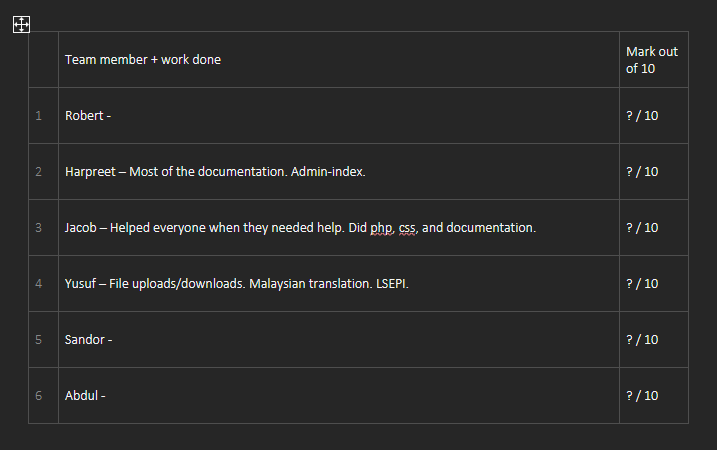 Team member + work done
Mark out
of 10
1
Robert -
? / 10
2
Harpreet – Most of the documentation. Admin-index.
? / 10
3
Jacob – Helped everyone when they needed help. Did php, css, and documentation.
? / 10
4
Yusuf – File uploads/downloads. Malaysian translation. LSEPI.
? / 10
5
Sandor -
? / 10
6
Abdul -
? / 10